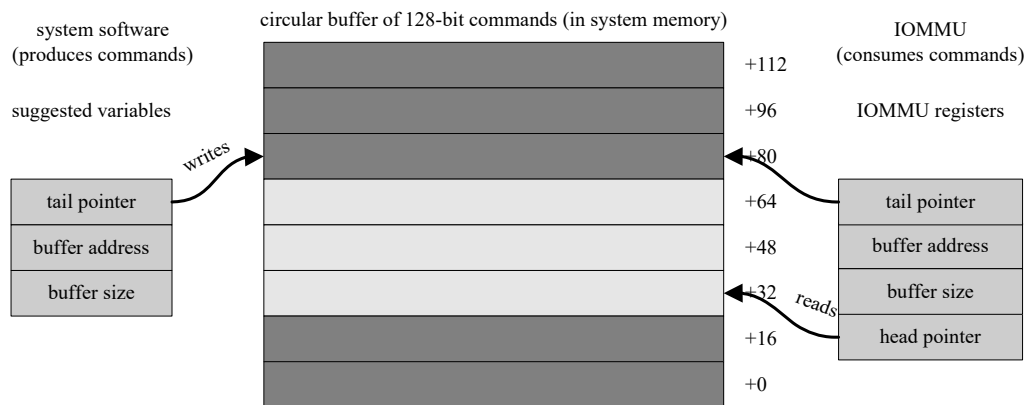 circular buffer of 128-bit commands (in system memory)
system software
(produces commands)
suggested variables
writes
tail pointer
buffer address
buffer size
+112
+96
+80
+64
+48
+32
+16
+0
IOMMU
(consumes commands)
IOMMU registers
reads
tail pointer
buffer address
buffer size
head pointer